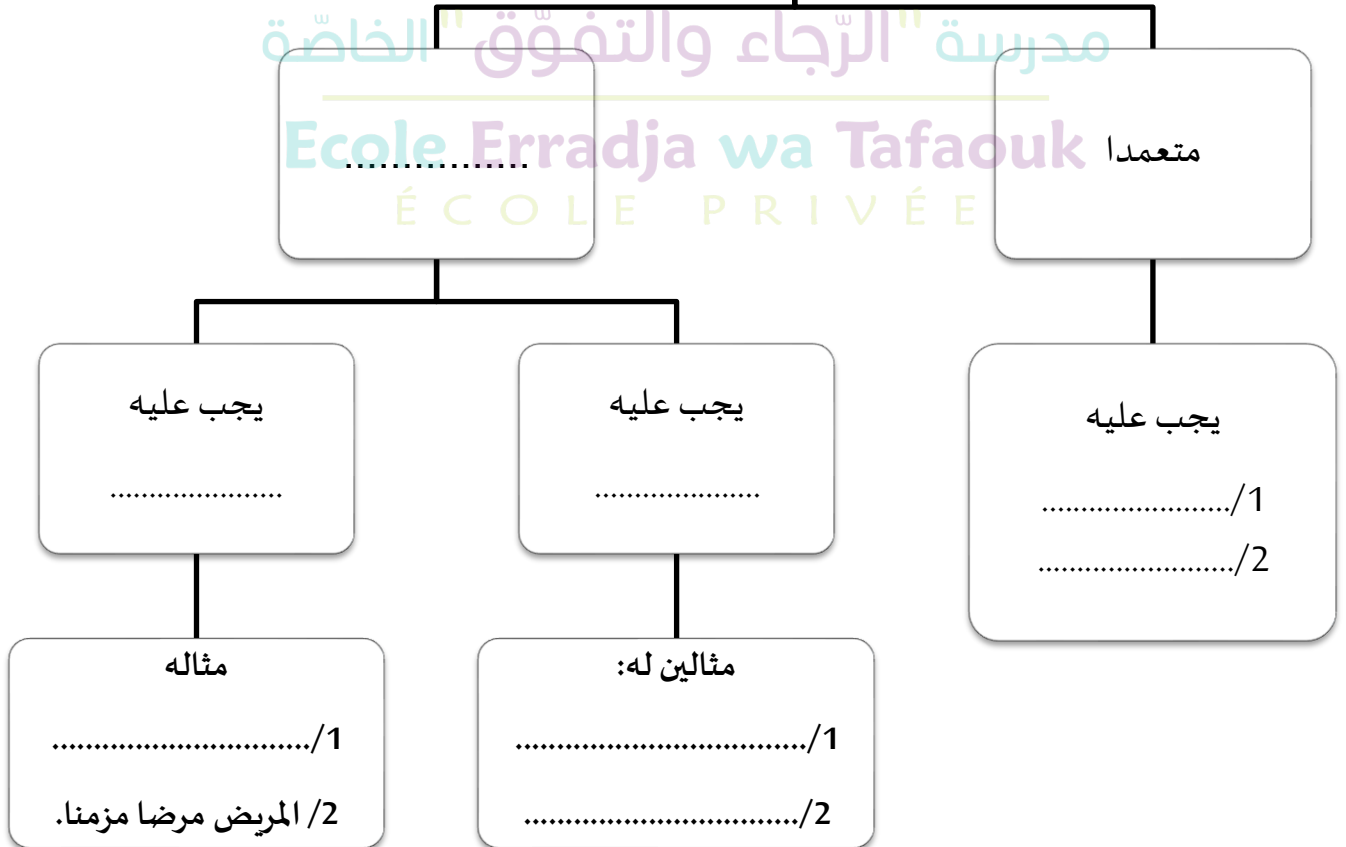 مدرسة "الرّجاء والتفوّق" الخاصّة
Ecole Erradja wa Tafaouk
ÉCOLE PRIVÉE
متعمدا
................
يجب عليه
1/........................
2/.........................
يجب عليه
.....................
يجب عليه
......................
مثالين له:
1/...................................
2/.................................
مثاله
1/...............................
2/ المريض مرضا مزمنا.